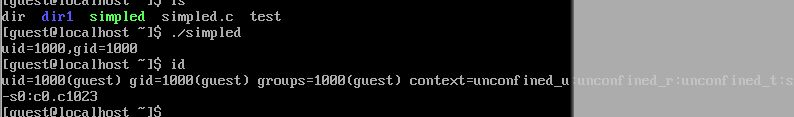 [guest@localhost ~]$ ls
dir  dir1  simpled  simpled.c  test
[guest@localhost ~]$ ./simpled
uid=1000,gid=1000
[guest@localhost ~]$ id
uid=1000(guest) gid=1000(guest) groups=1000(guest) context=unconfined_u:unconfined_r:unconfined_t:s
-s0:c0.c1023
[guest@localhost ~]$